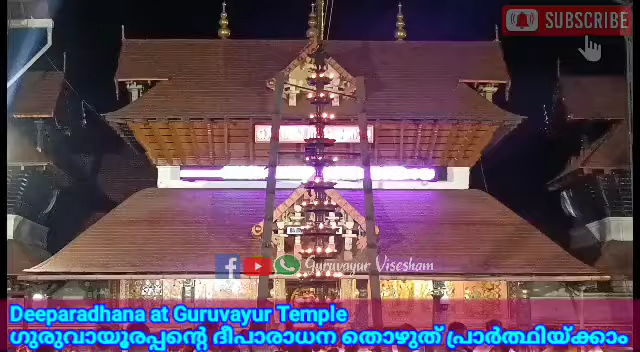 SUBSCRIBE
Guruvayur Visesham
Deeparadhana at Guruvayur Temple
ഗുരുവായൂരപ്പന്റെ ദീപാരാധന തൊഴുത് പ്രാർത്ഥിയ്ക്കാം